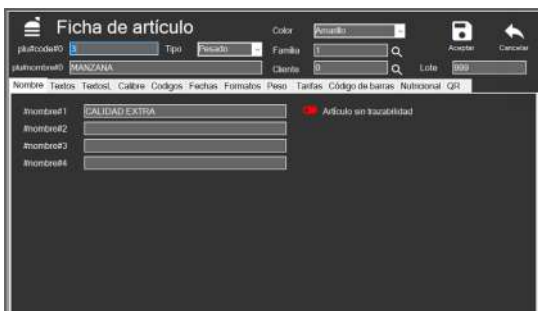 Ficha de artículo
Color Amarillo
Aceptar Cancelar
plu#code#0 3 Tipo Pesado Familia 1
plu#nombre#0 MANZANA Cliente 0 Lote 999
Nombre Textos TextosL Calibre Codigos Fechas Formatos Peso Tarifas Código de barras Nutricional QR
#nombre#1 CALIDAD EXTRA Artículo sin trazabilidad
#nombre#2
#nombre#3
#nombre#4